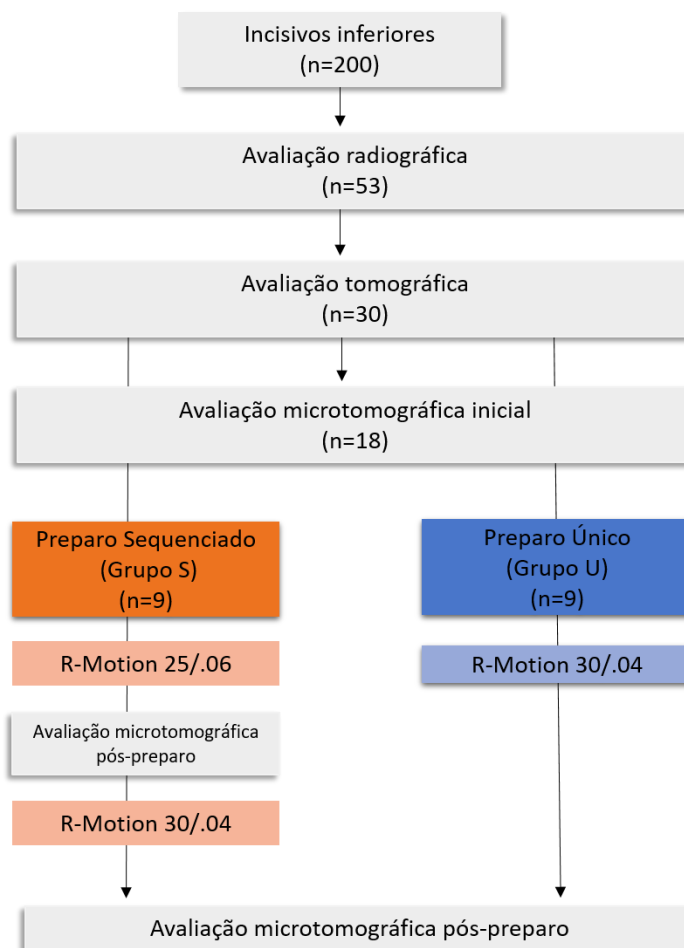 Incisivos inferiores
(n=200)
Avaliação radiográfica
(n=53)
Avaliação tomográfica
(n=30)
Avaliação microtomográfica inicial
(n=18)
Preparo Sequenciado
(Grupo S)
(n=9)
R-Motion 25/.06
Avaliação microtomográfica
pós-preparo
R-Motion 30/.04
Preparo Único
(Grupo U)
(n=9)
R-Motion 30/.04
Avaliação microtomográfica pós-preparo